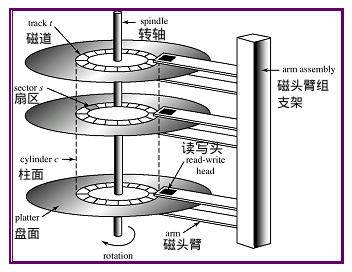 track t
磁道
spindle
转轴
sector s
扇区
arm assembly
磁头臂组
支架
cylinder c
柱面
读写头
read-write
head
platter
盘面
arm
磁头臂
rotation